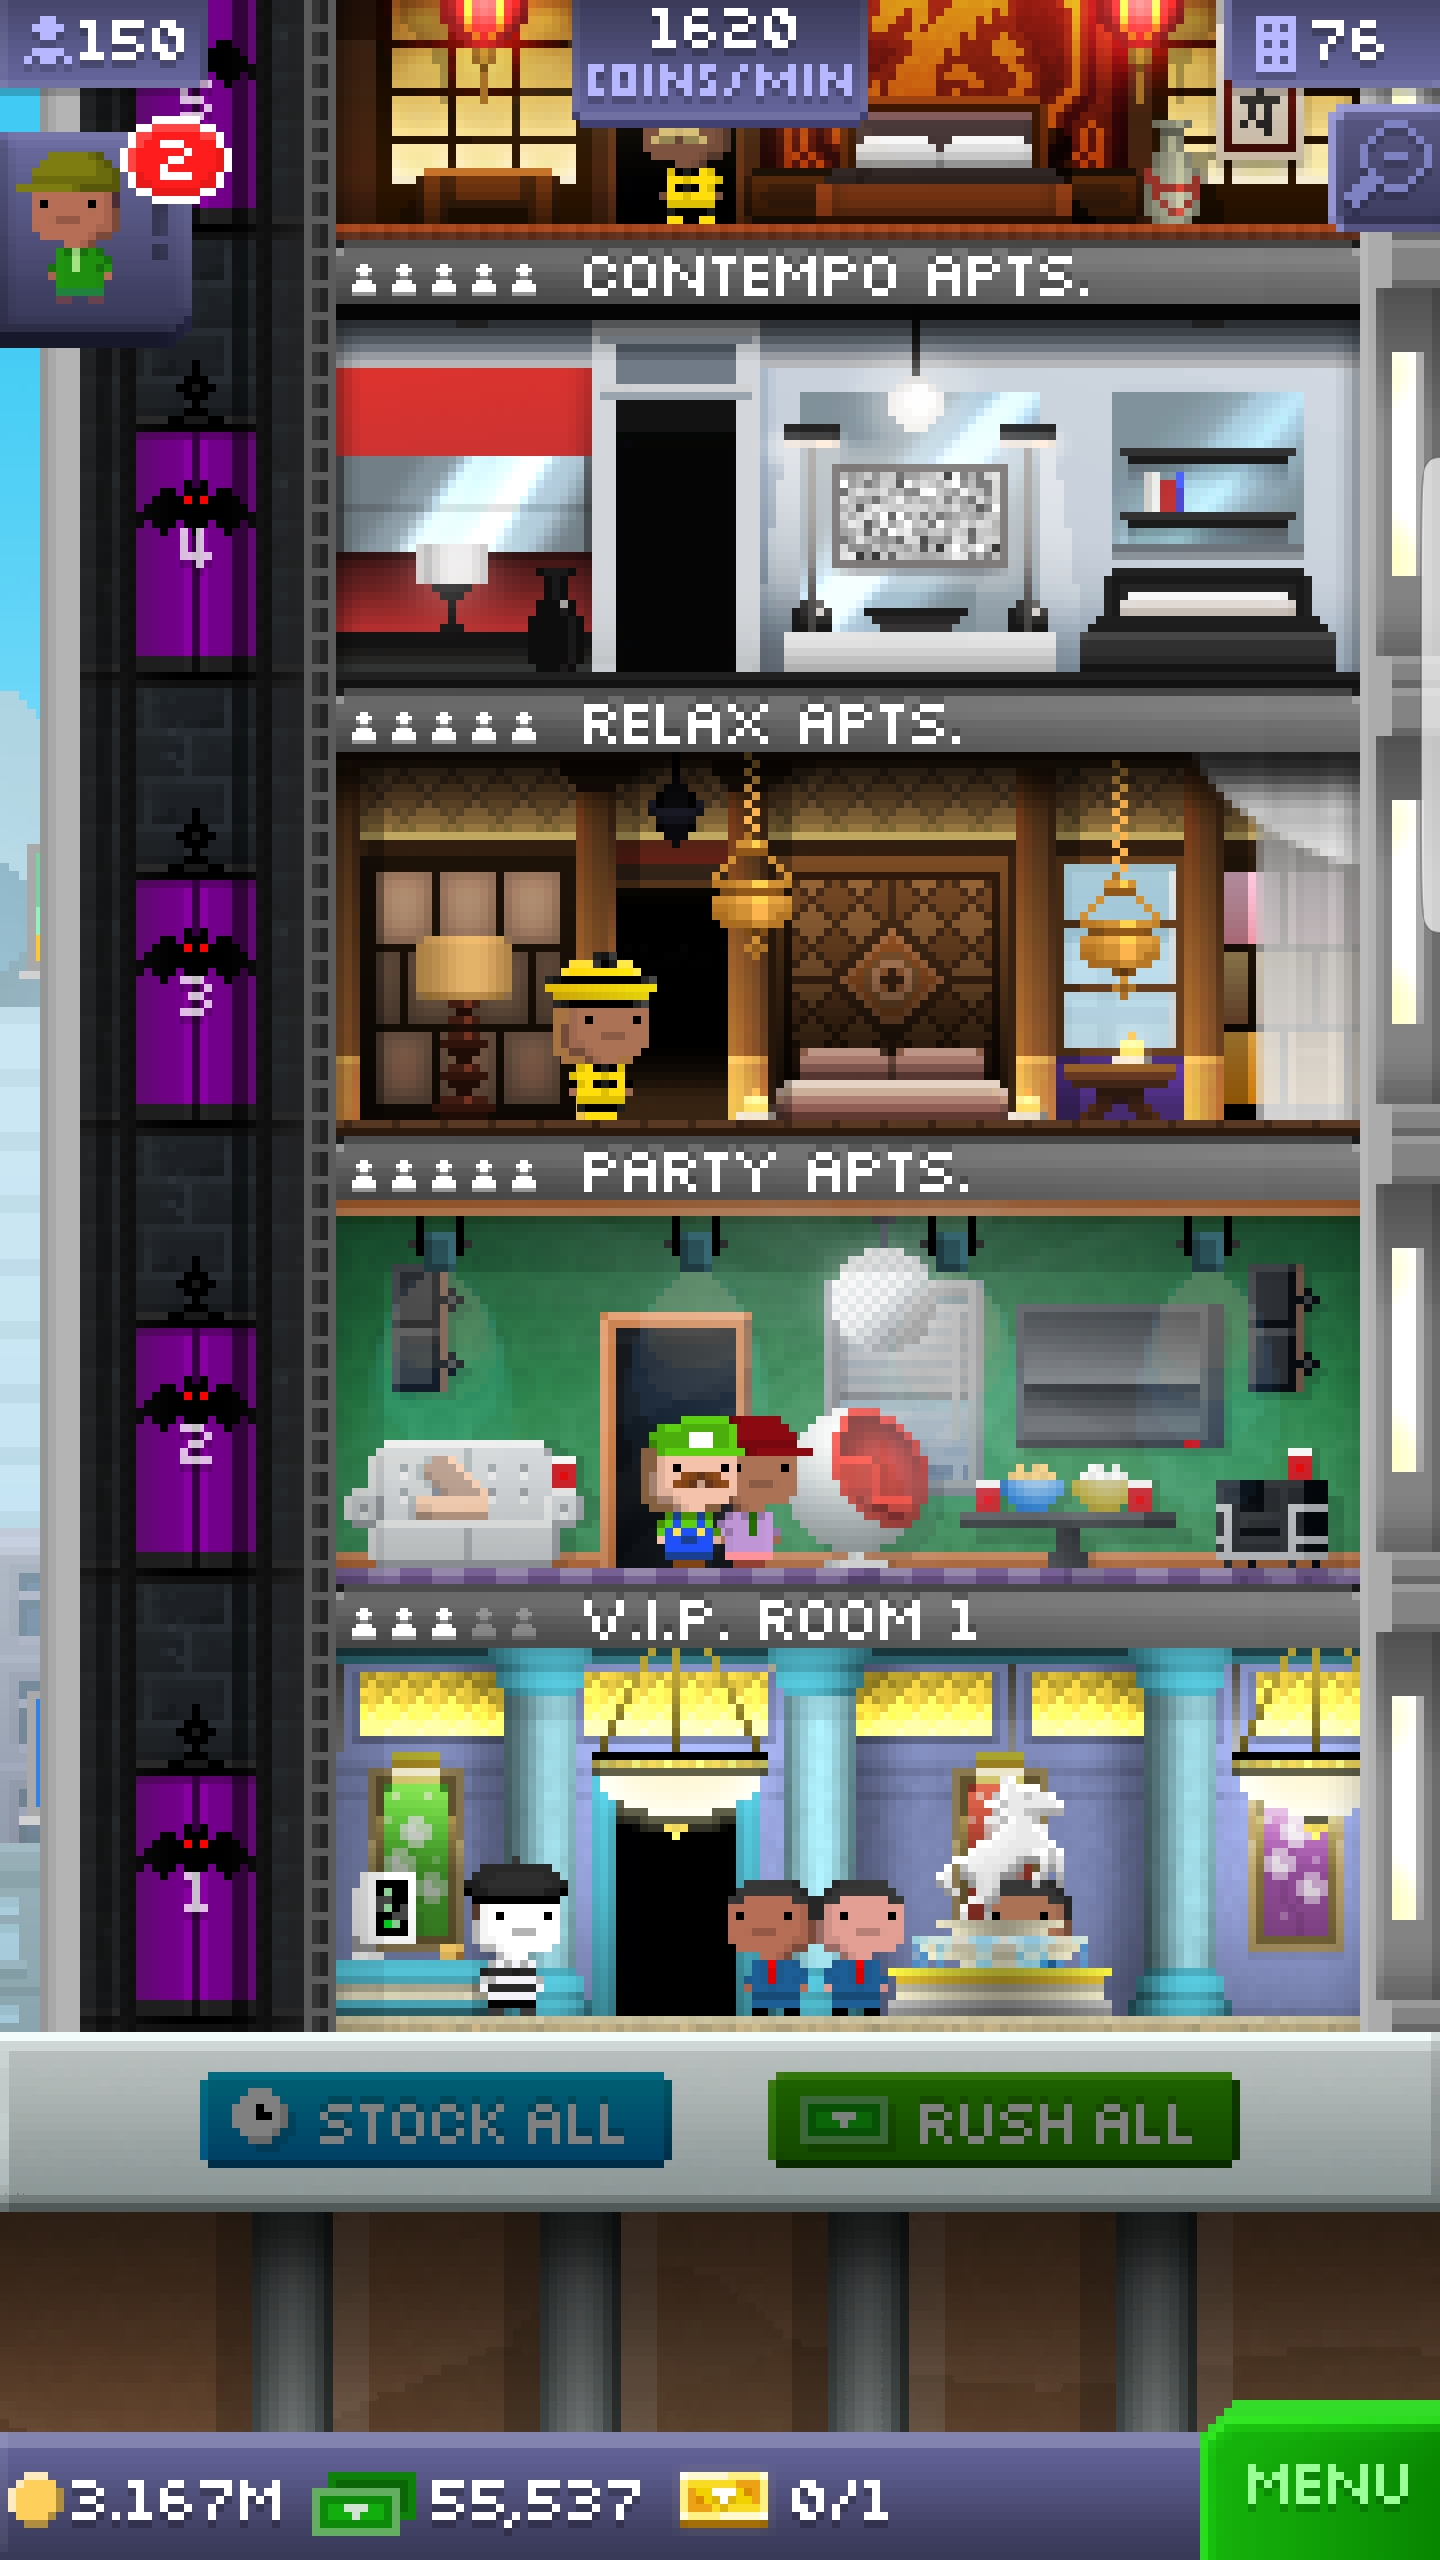 150
1620
COINS/MIN
76
5
2
CONTEMPO APTS.
4
RELAX APTS.
3
PARTY APTS.
2
V.I.P. ROOM 1
1
STOCK ALL
RUSH ALL
3.167M
55,537
0/1
MENU